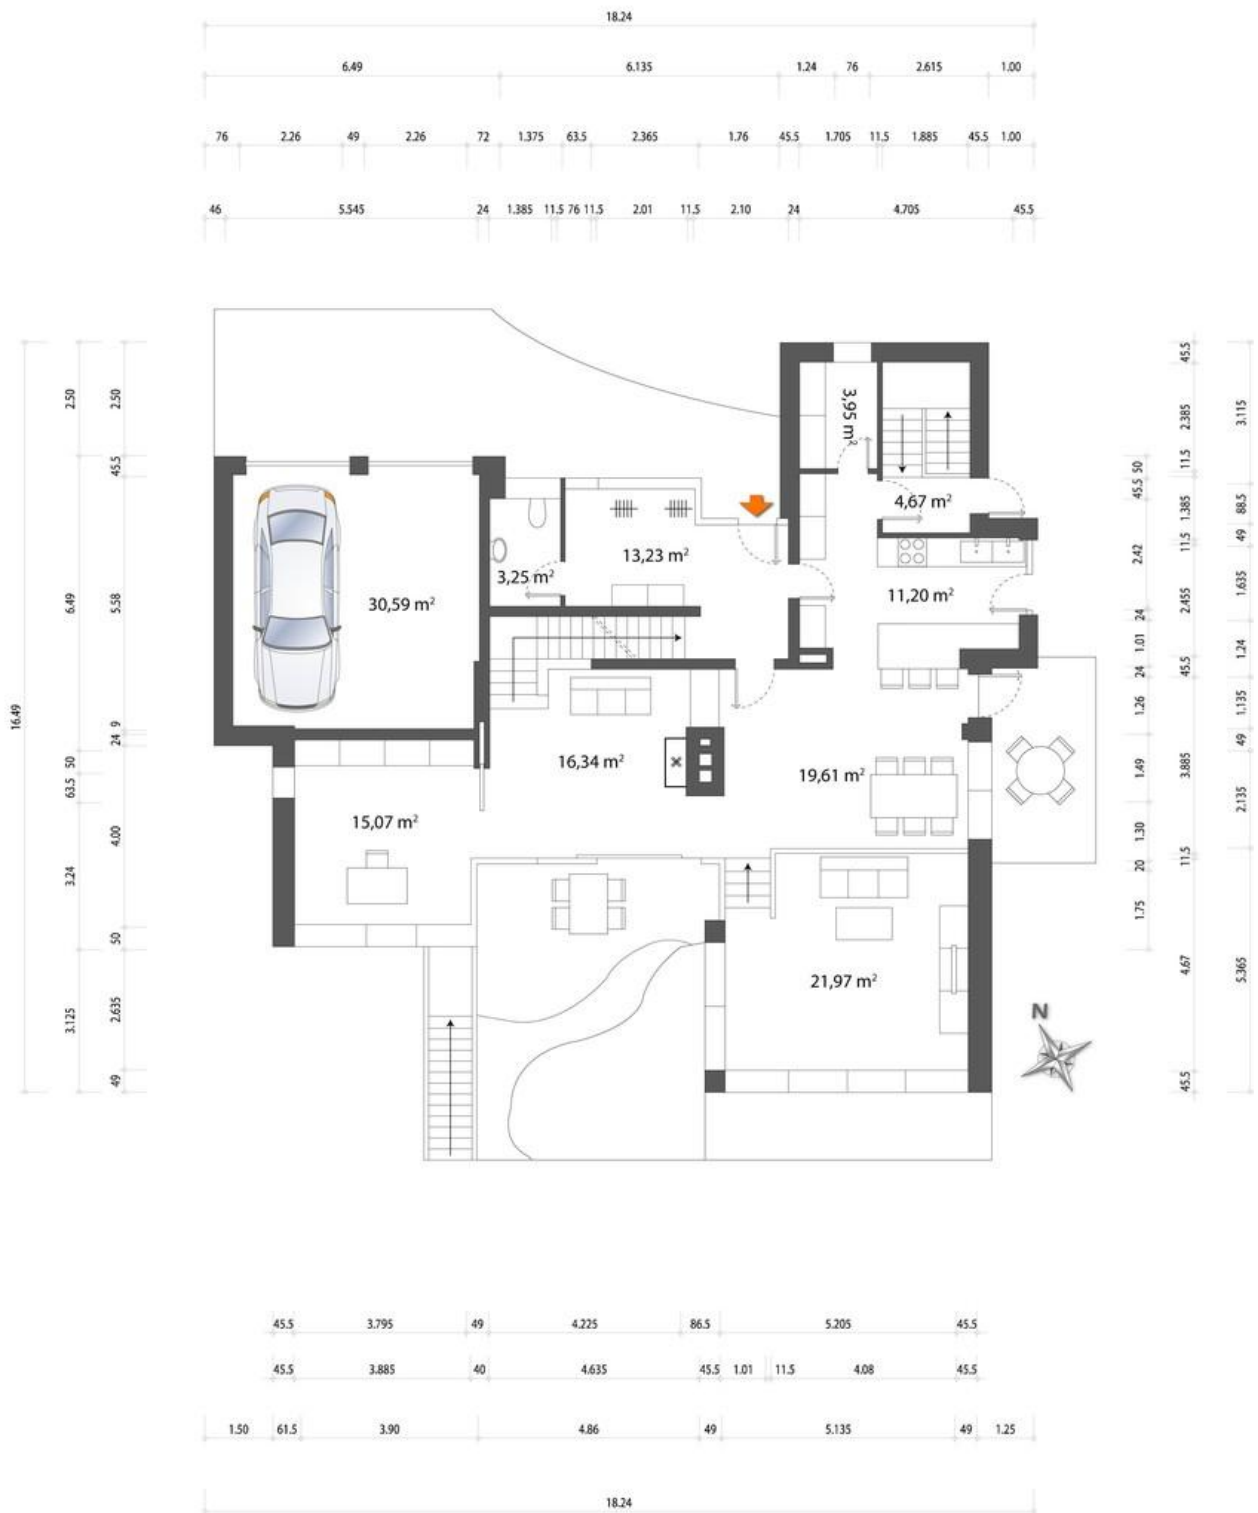 18.24
6.49 6.135 1.24 76 2.615 1.00
76 2.26 49 2.26 72 1.375 63.5 2.365 1.76 45.5 1.705 11.5 1.885 45.5 1.00
46 5.545 24 1.385 11.5 76 11.5 2.01 11.5 2.10 24 4.705 45.5
16.49
2.50 6.49 9 24 50 63.5 3.24 3.125
2.50 45.5 5.58 4.00 50 2.635 49
3,95 m²
4,67 m²
13,23 m²
3,25 m²
11,20 m²
30,59 m²
16,34 m²
19,61 m²
15,07 m²
21,97 m²
N
50 45.5 2.42 24 1.01 24 1.26 1.49 1.30 20 1.75
45.5 2.385 11.5 1.385 11.5 2.455 45.5 3.885 11.5 4.67 45.5
3.115 88.5 49 1.635 1.24 1.135 49 2.135 5.365
45.5 3.795 49 4.225 86.5 5.205 45.5
45.5 3.885 40 4.635 45.5 1.01 11.5 4.08 45.5
1.50 61.5 3.90 4.86 49 5.135 49 1.25
18.24